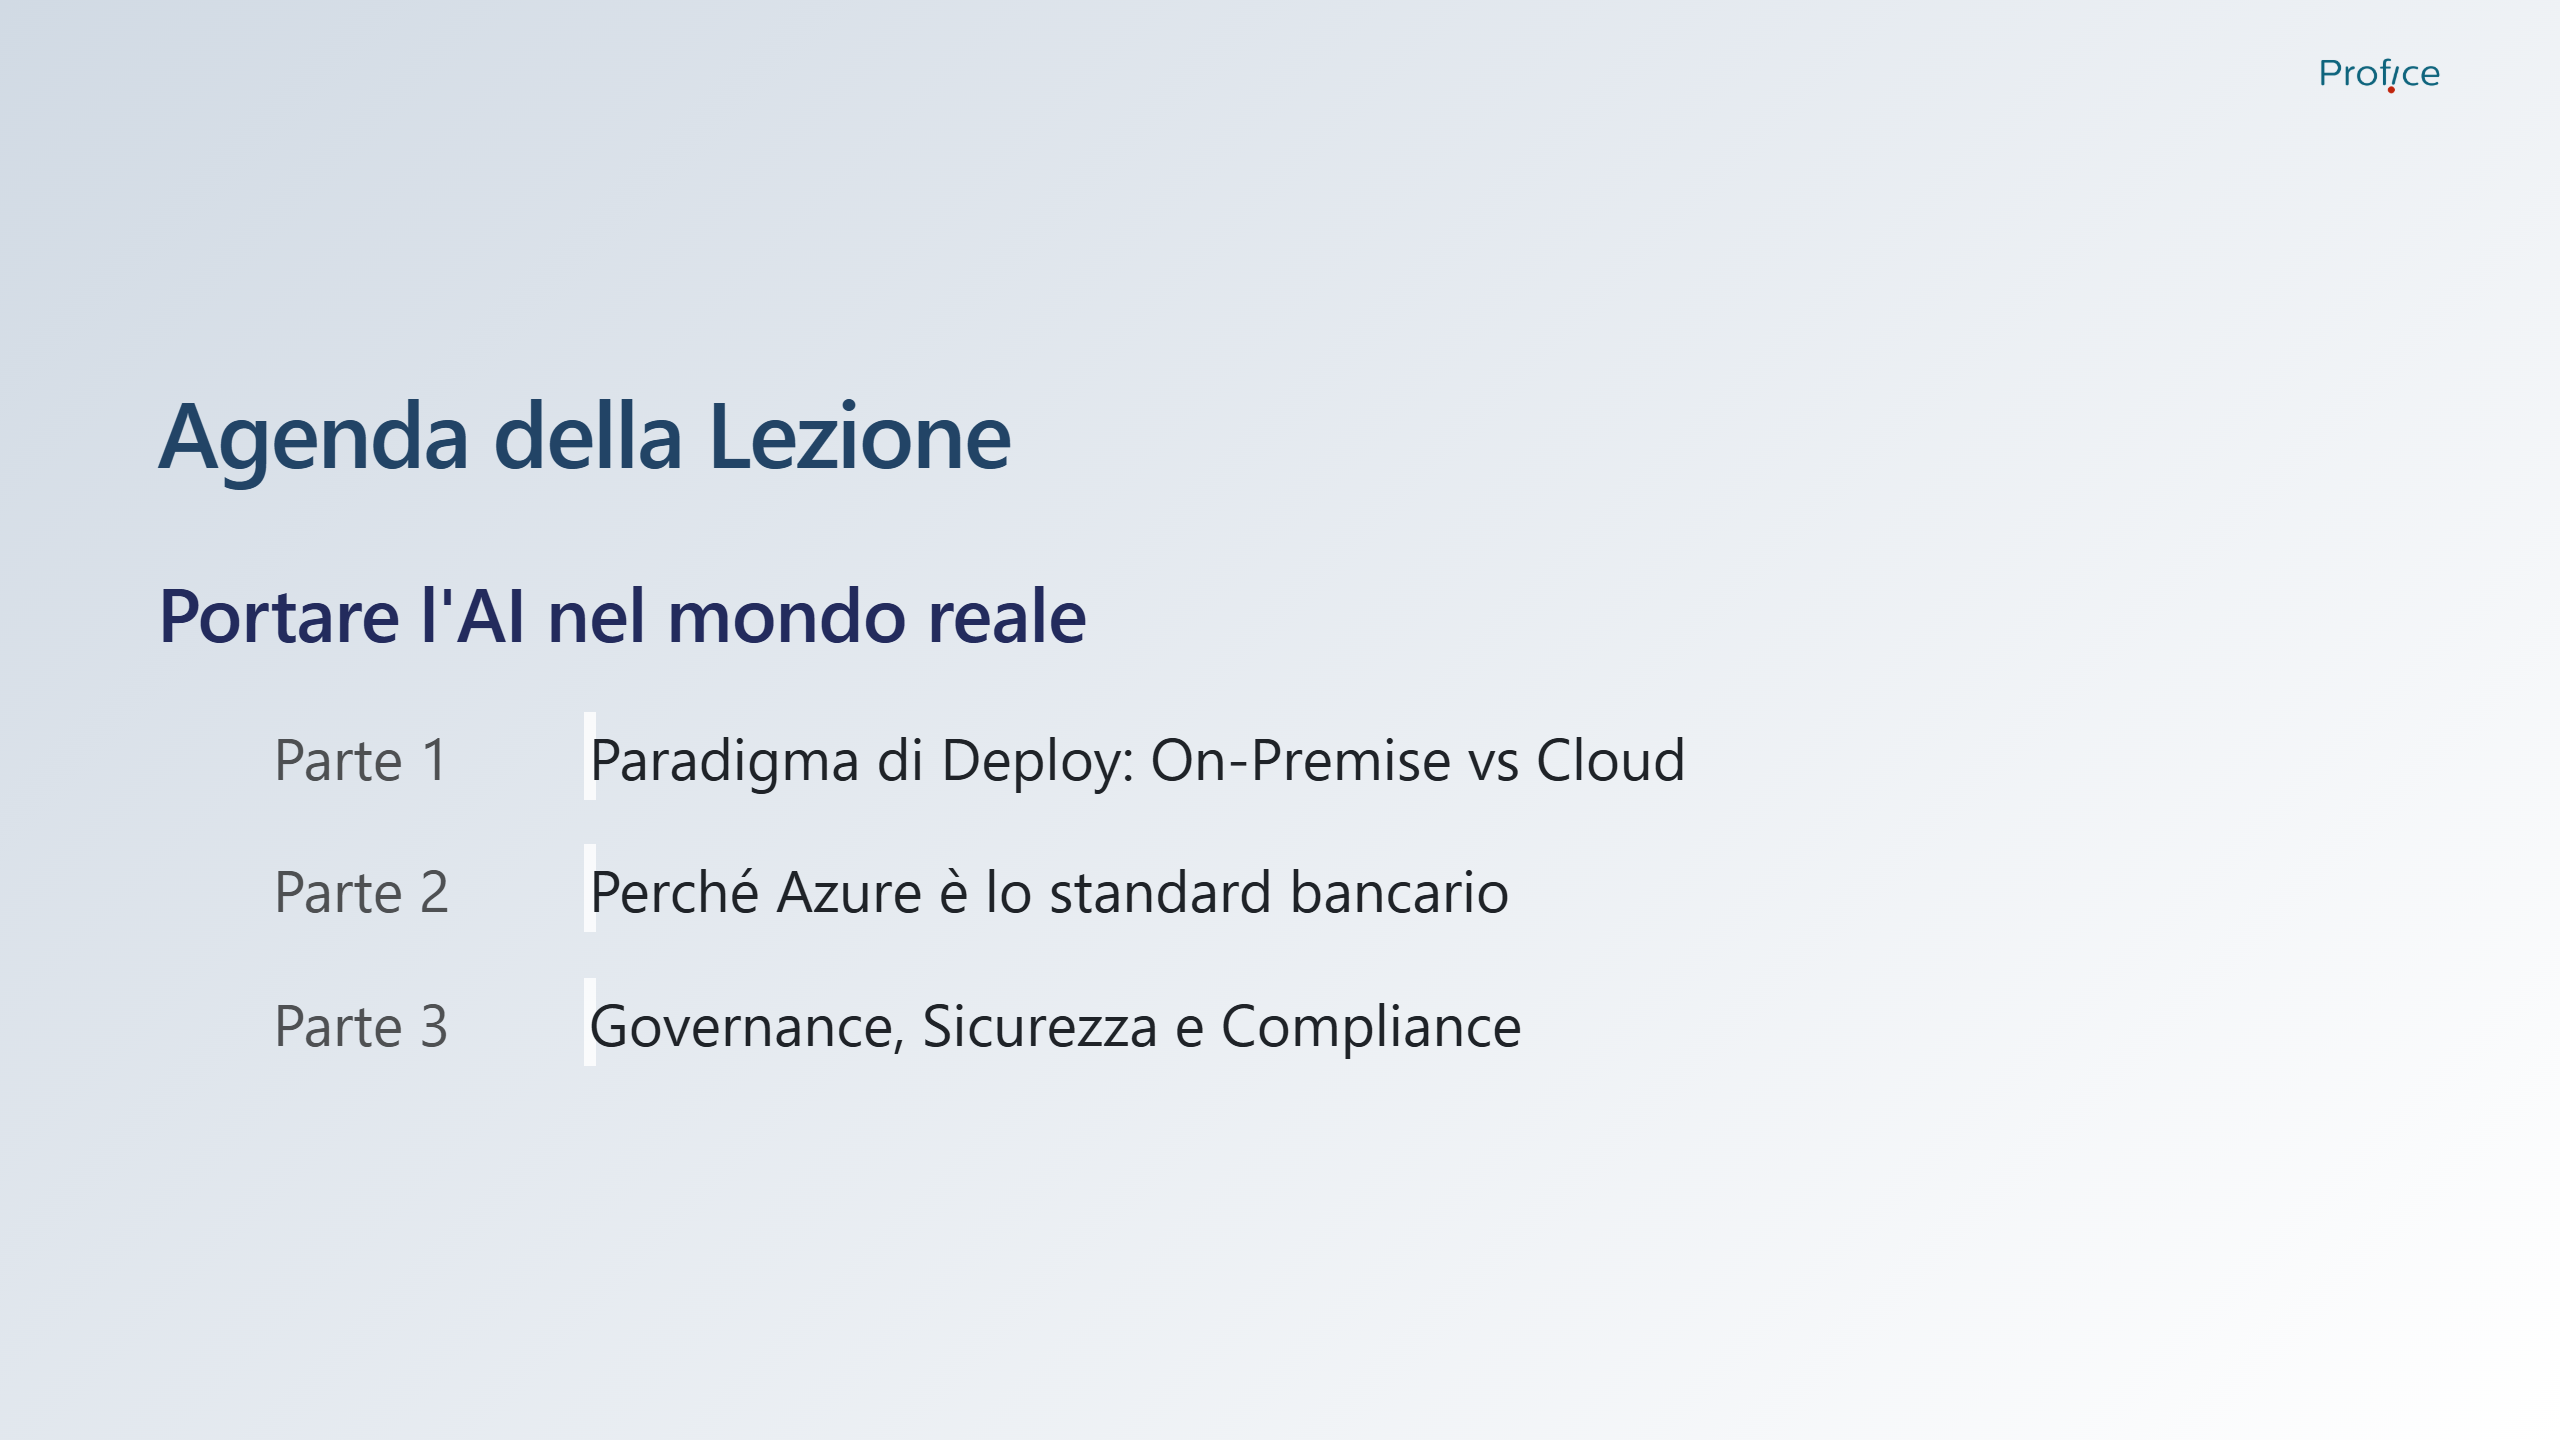 Profice
Agenda della Lezione
Portare l'AI nel mondo reale
Parte 1 Paradigma di Deploy: On-Premise vs Cloud
Parte 2 Perché Azure è lo standard bancario
Parte 3 Governance, Sicurezza e Compliance